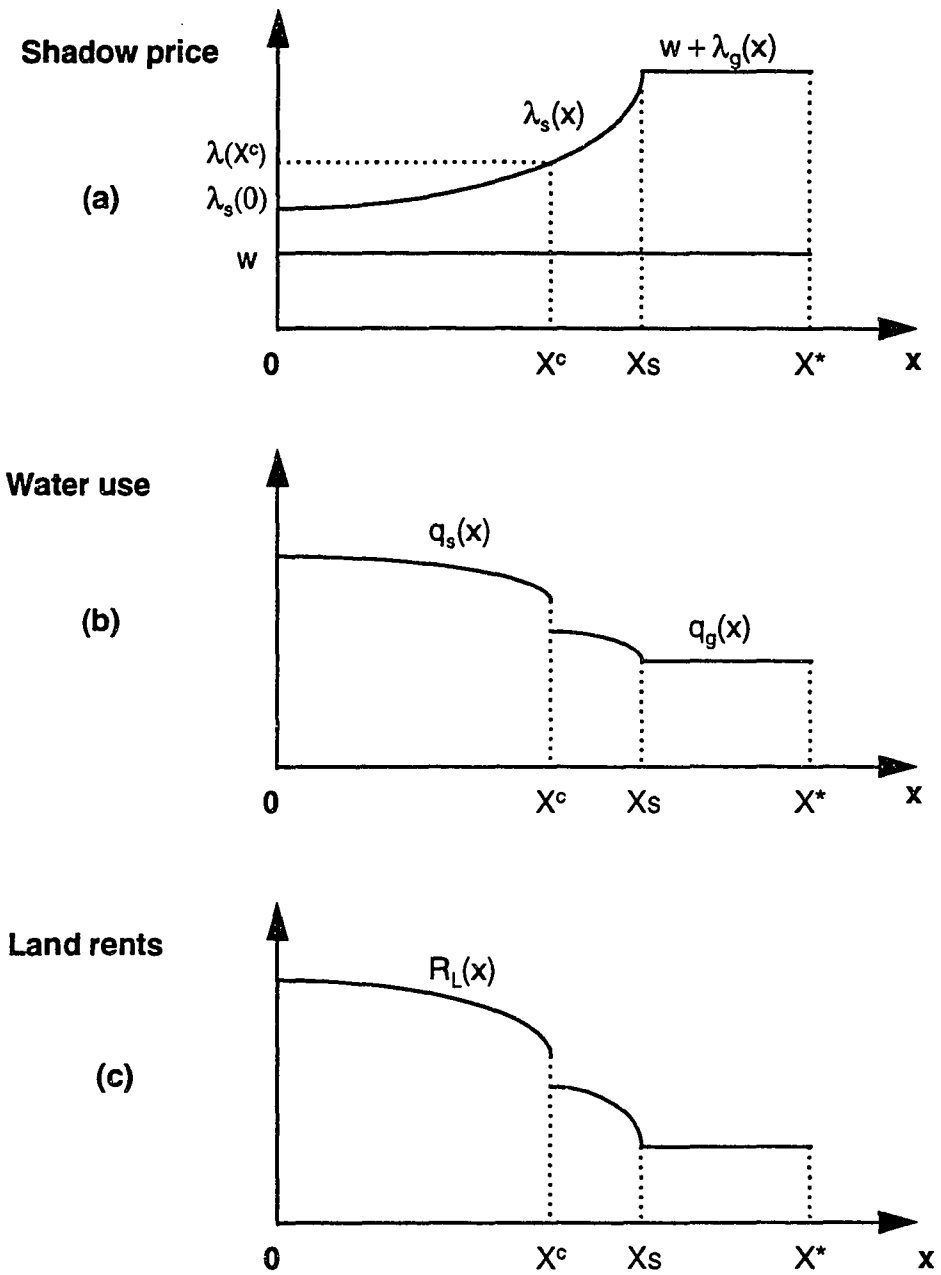 Shadow price
w + λg(x)
λs(x)
λ(Xᶜ)
(a)
λs(0)
w
0 Xᶜ Xs X* x
Water use
qs(x)
(b)
qg(x)
0 Xᶜ Xs X* x
Land rents
RL(x)
(c)
0 Xᶜ Xs X* x